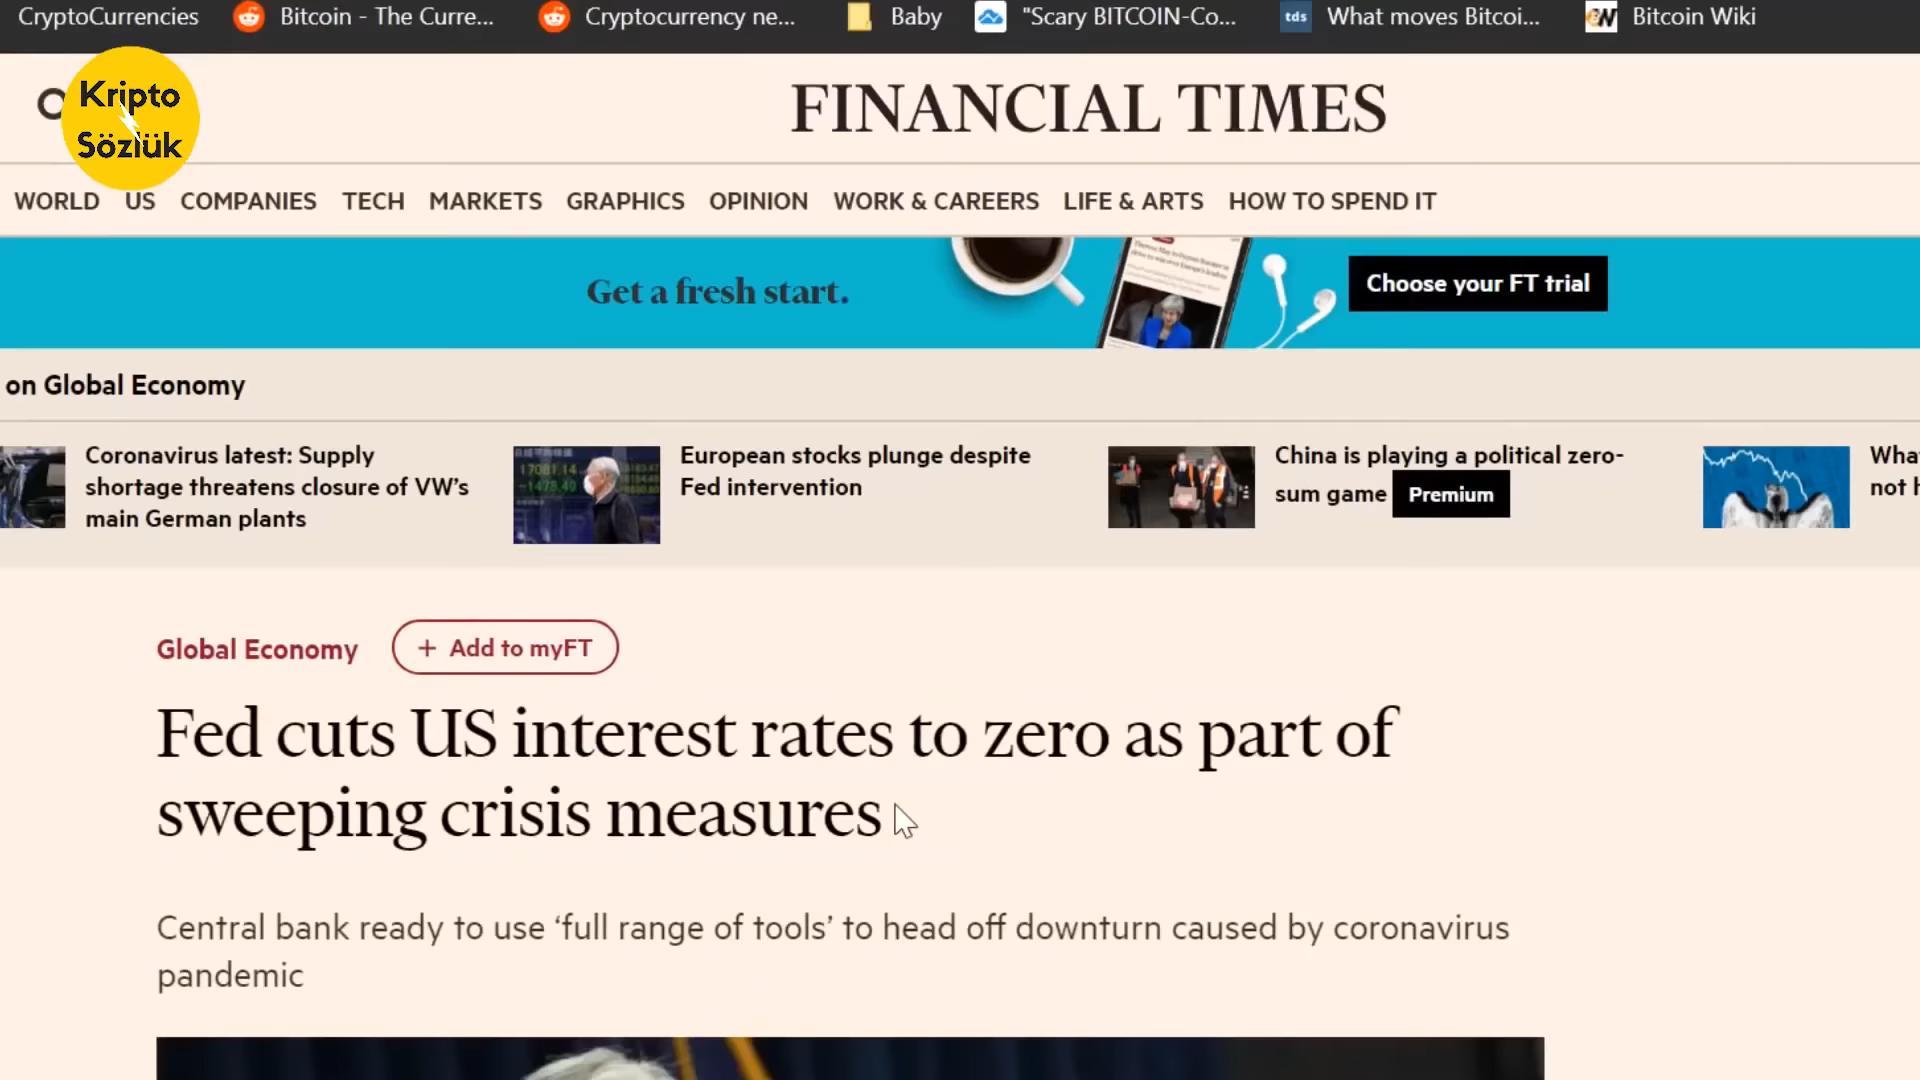 CryptoCurrencies
Bitcoin - The Curre...
Cryptocurrency ne...
Baby
"Scary BITCOIN-Co...
tds
What moves Bitcoi...
Bitcoin Wiki
Kripto
Sözlük
FINANCIAL TIMES
WORLD US COMPANIES TECH MARKETS GRAPHICS OPINION WORK & CAREERS LIFE & ARTS HOW TO SPEND IT
Get a fresh start.
Choose your FT trial
on Global Economy
Coronavirus latest: Supply
shortage threatens closure of VW’s
main German plants
17081.14
-1478.49
European stocks plunge despite
Fed intervention
China is playing a political zero-
sum game Premium
not
Global Economy
+ Add to myFT
Fed cuts US interest rates to zero as part of
sweeping crisis measures
Central bank ready to use ‘full range of tools’ to head off downturn caused by coronavirus
pandemic